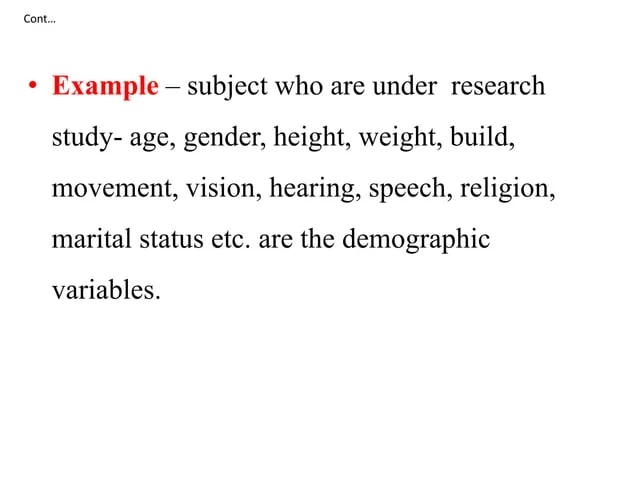 Cont…
• Example – subject who are under  research
study- age, gender, height, weight, build,
movement, vision, hearing, speech, religion,
marital status etc. are the demographic
variables.